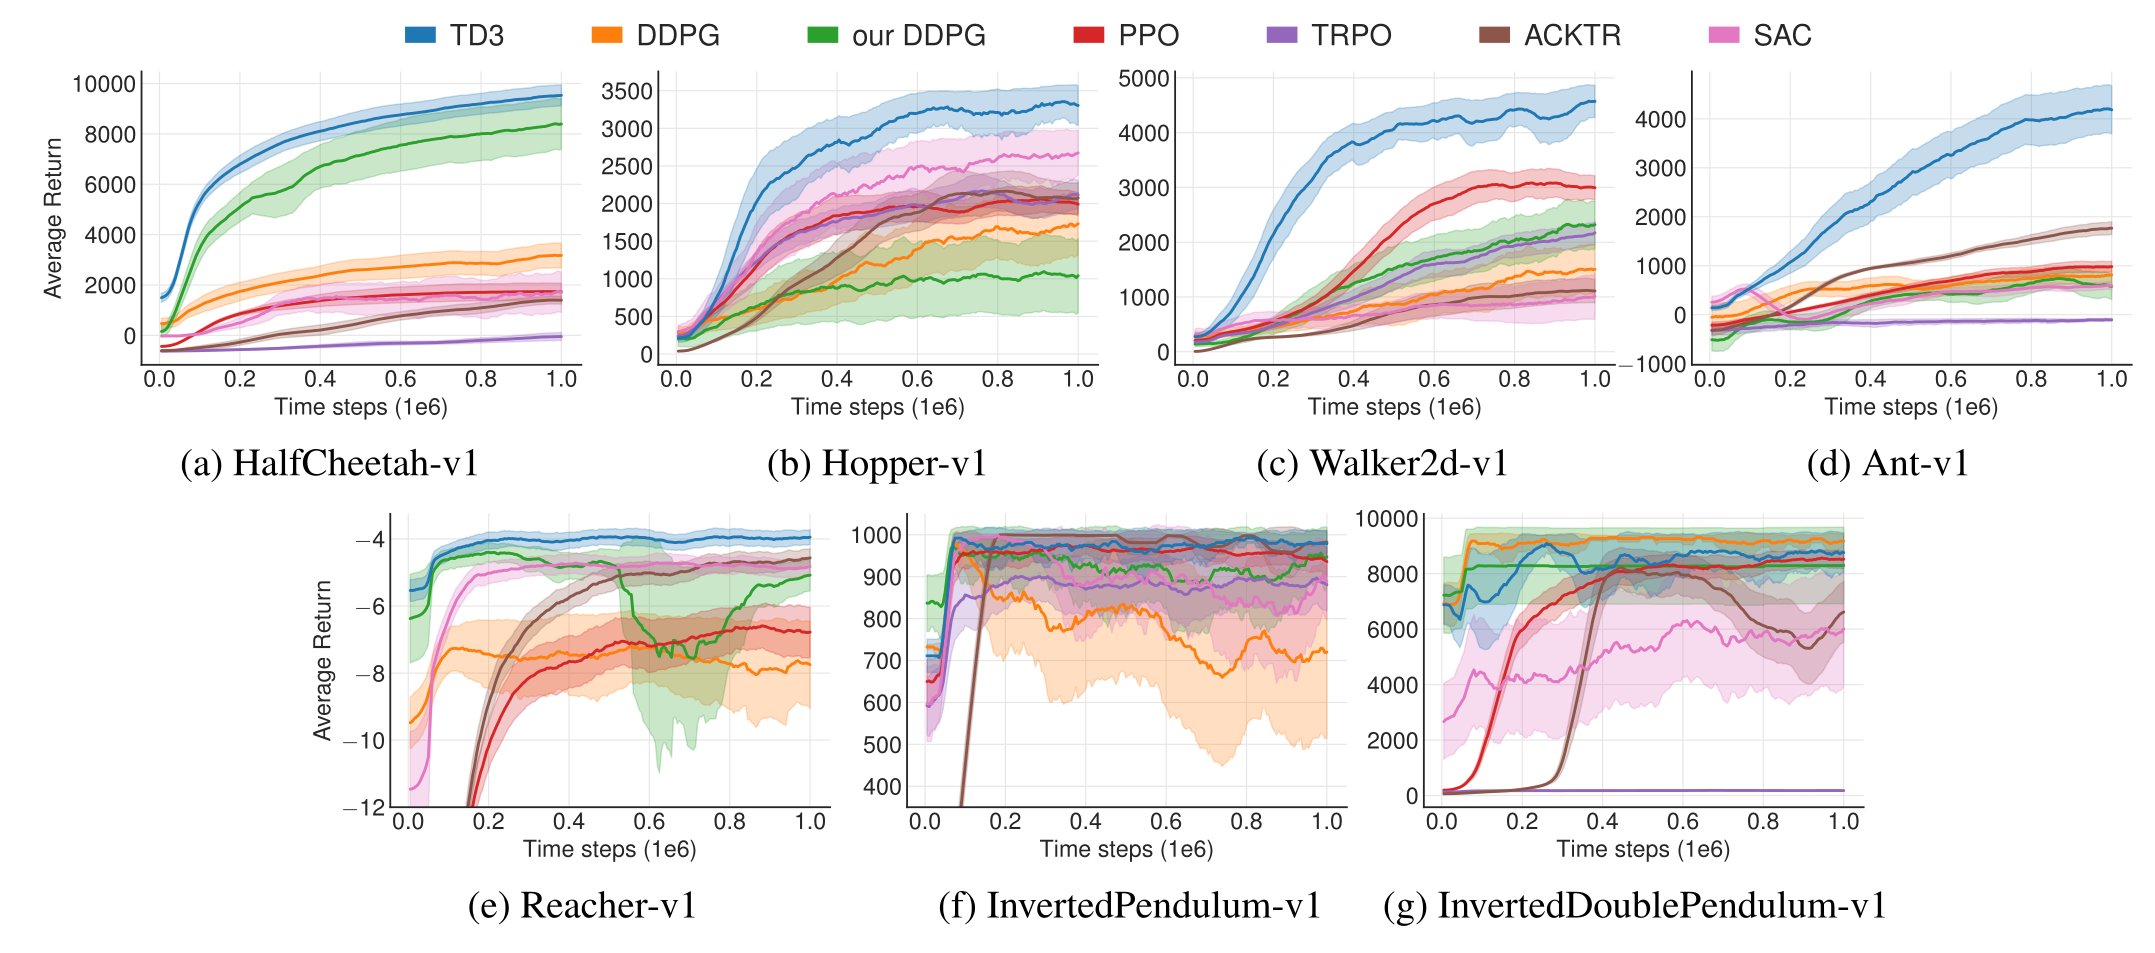 TD3 DDPG our DDPG PPO TRPO ACKTR SAC
Average Return
10000
8000
6000
4000
2000
0
0.0 0.2 0.4 0.6 0.8 1.0
Time steps (1e6)
(a) HalfCheetah-v1
3500
3000
2500
2000
1500
1000
500
0
0.0 0.2 0.4 0.6 0.8 1.0
Time steps (1e6)
(b) Hopper-v1
5000
4000
3000
2000
1000
0
0.0 0.2 0.4 0.6 0.8 1.0
Time steps (1e6)
(c) Walker2d-v1
4000
3000
2000
1000
0
−1000
0.0 0.2 0.4 0.6 0.8 1.0
Time steps (1e6)
(d) Ant-v1
Average Return
−4
−6
−8
−10
−12
0.0 0.2 0.4 0.6 0.8 1.0
Time steps (1e6)
(e) Reacher-v1
1000
900
800
700
600
500
400
0.0 0.2 0.4 0.6 0.8 1.0
Time steps (1e6)
(f) InvertedPendulum-v1
10000
8000
6000
4000
2000
0
0.0 0.2 0.4 0.6 0.8 1.0
Time steps (1e6)
(g) InvertedDoublePendulum-v1